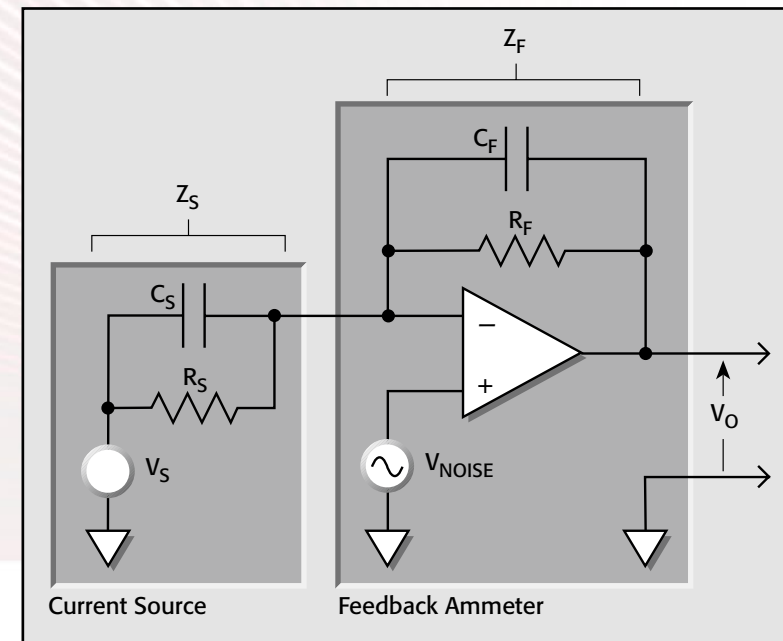 Z_F
C_F
Z_S
R_F
C_S
−
R_S
+
V_O
V_S
V_NOISE
Current Source
Feedback Ammeter